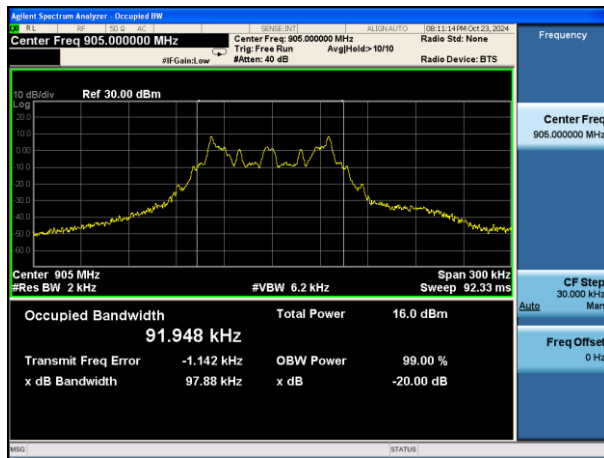 Agilent Spectrum Analyzer - Occupied BW
RL RF 50 Ω AC SENSE:INT ALIGNAUTO 08:11:14 PM Oct 23, 2024
Center Freq 905.000000 MHz
Center Freq: 905.000000 MHz
Radio Std: None
Trig: Free Run Avg|Hold:> 10/10
#IFGain:Low
#Atten: 40 dB
Radio Device: BTS
10 dB/div Ref 30.00 dBm
Log
20.0
10.0
0.00
-10.0
-20.0
-30.0
-40.0
-50.0
-60.0
Center 905 MHz Span 300 kHz
#Res BW 2 kHz #VBW 6.2 kHz Sweep 92.33 ms
Occupied Bandwidth Total Power 16.0 dBm
91.948 kHz
Transmit Freq Error -1.142 kHz OBW Power 99.00 %
x dB Bandwidth 97.88 kHz x dB -20.00 dB
MSG STATUS
Frequency
Center Freq
905.000000 MHz
CF Step
30.000 kHz
Auto Man
Freq Offset
0 Hz